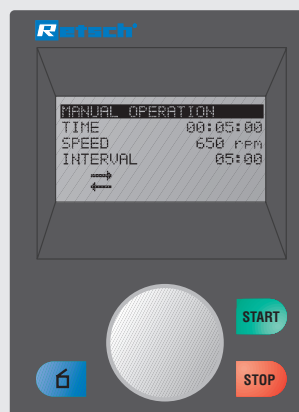 Retsch®
MANUAL OPERATION
TIME 00:05:00
SPEED 650 rpm
INTERVAL 05:00
START
STOP